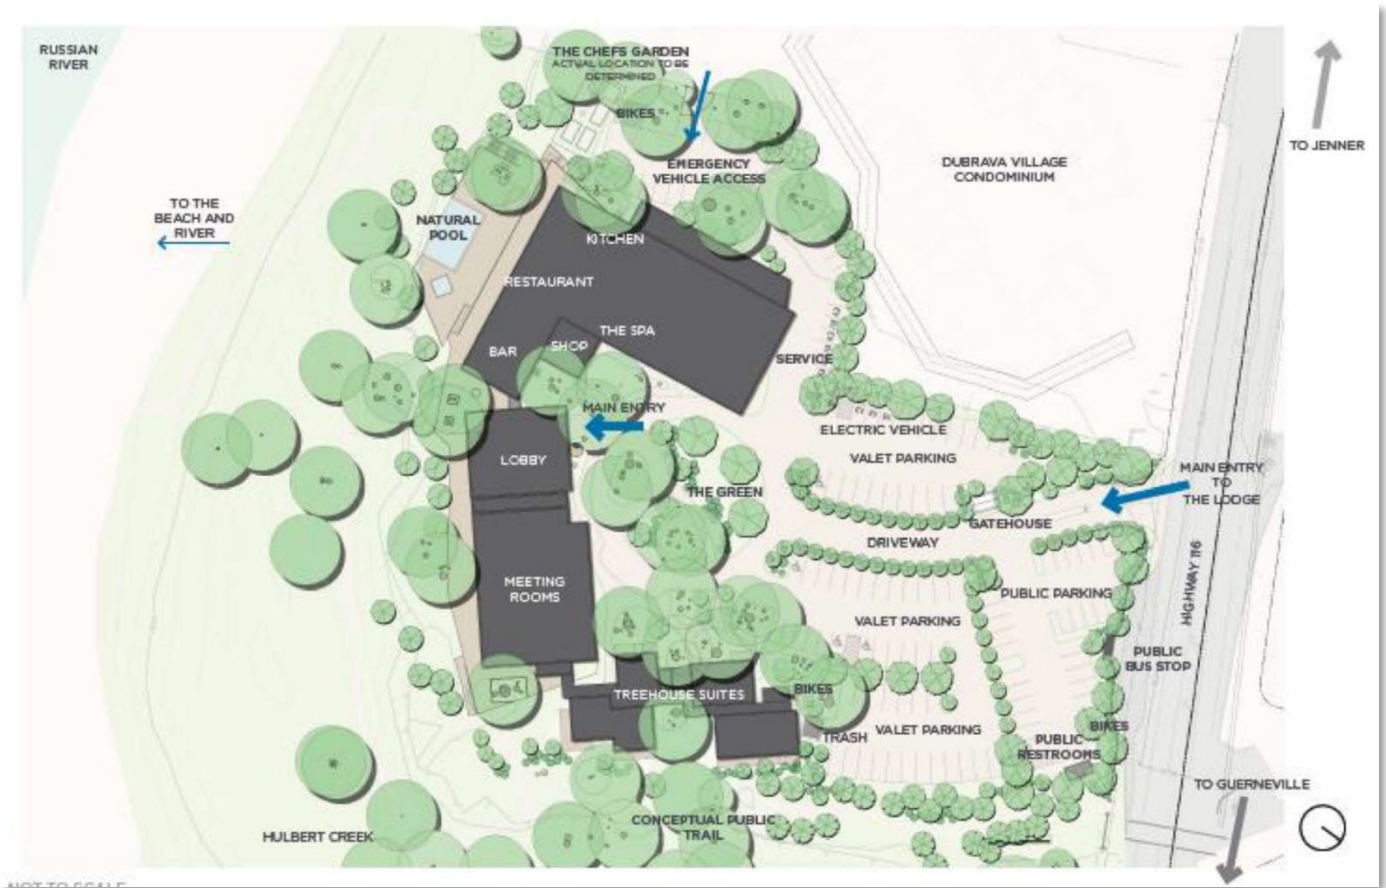 RUSSIAN
RIVER
THE CHEFS GARDEN
ACTUAL LOCATION TO BE
DETERMINED
BIKES
EMERGENCY
VEHICLE ACCESS
DUBRAVA VILLAGE
CONDOMINIUM
TO JENNER
TO THE
BEACH AND
RIVER
NATURAL
POOL
KITCHEN
RESTAURANT
THE SPA
SHOP
BAR
SERVICE
MAIN ENTRY
ELECTRIC VEHICLE
VALET PARKING
LOBBY
THE GREEN
MAIN ENTRY
TO
THE LODGE
GATEHOUSE
DRIVEWAY
HIGHWAY 116
MEETING
ROOMS
PUBLIC PARKING
VALET PARKING
PUBLIC
BUS STOP
TREEHOUSE SUITES
BIKES
TRASH
VALET PARKING
BIKES
PUBLIC
RESTROOMS
TO GUERNEVILLE
CONCEPTUAL PUBLIC
TRAIL
HULBERT CREEK
NOT TO SCALE